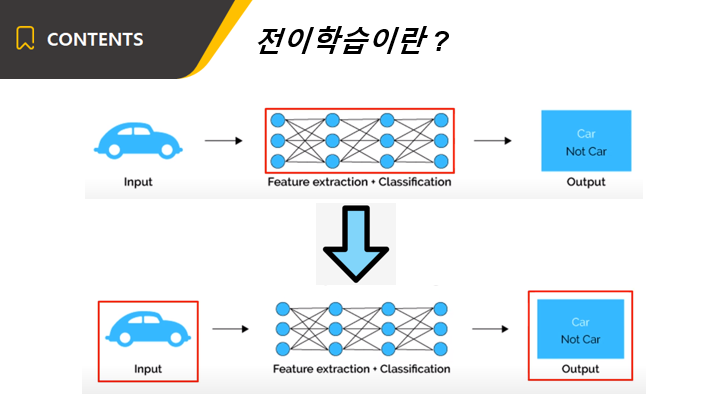 CONTENTS
전이학습이란 ?
Car
Not Car
Input
Feature extraction + Classification
Output
Car
Not Car
Input
Feature extraction + Classification
Output